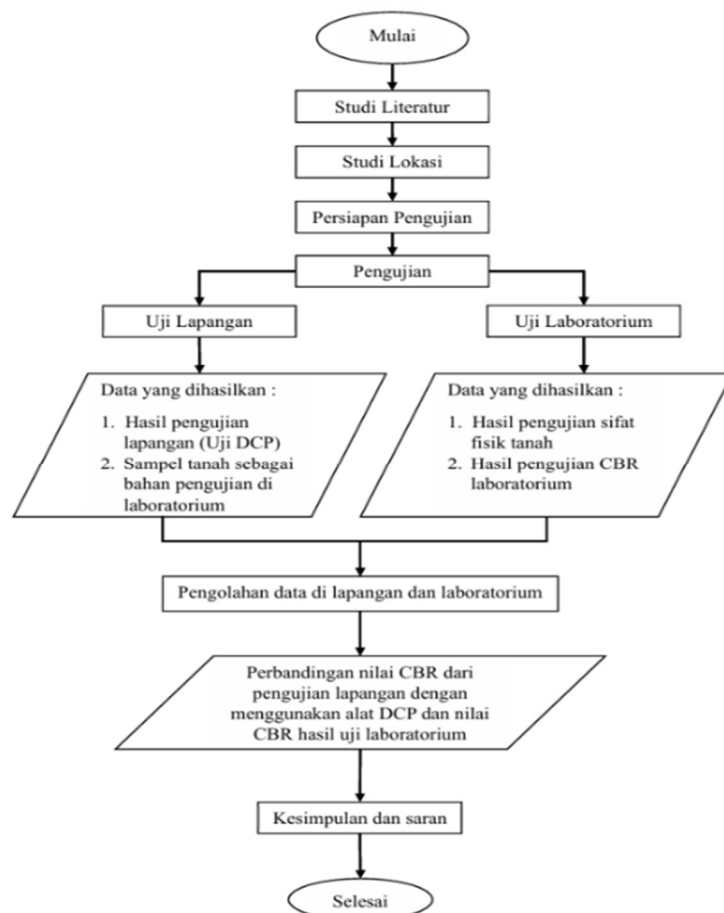 Mulai
Studi Literatur
Studi Lokasi
Persiapan Pengujian
Pengujian
Uji Lapangan
Uji Laboratorium
Data yang dihasilkan :
1. Hasil pengujian
lapangan (Uji DCP)
2. Sampel tanah sebagai
bahan pengujian di
laboratorium
Data yang dihasilkan :
1. Hasil pengujian sifat
fisik tanah
2. Hasil pengujian CBR
laboratorium
Pengolahan data di lapangan dan laboratorium
Perbandingan nilai CBR dari
pengujian lapangan dengan
menggunakan alat DCP dan nilai
CBR hasil uji laboratorium
Kesimpulan dan saran
Selesai